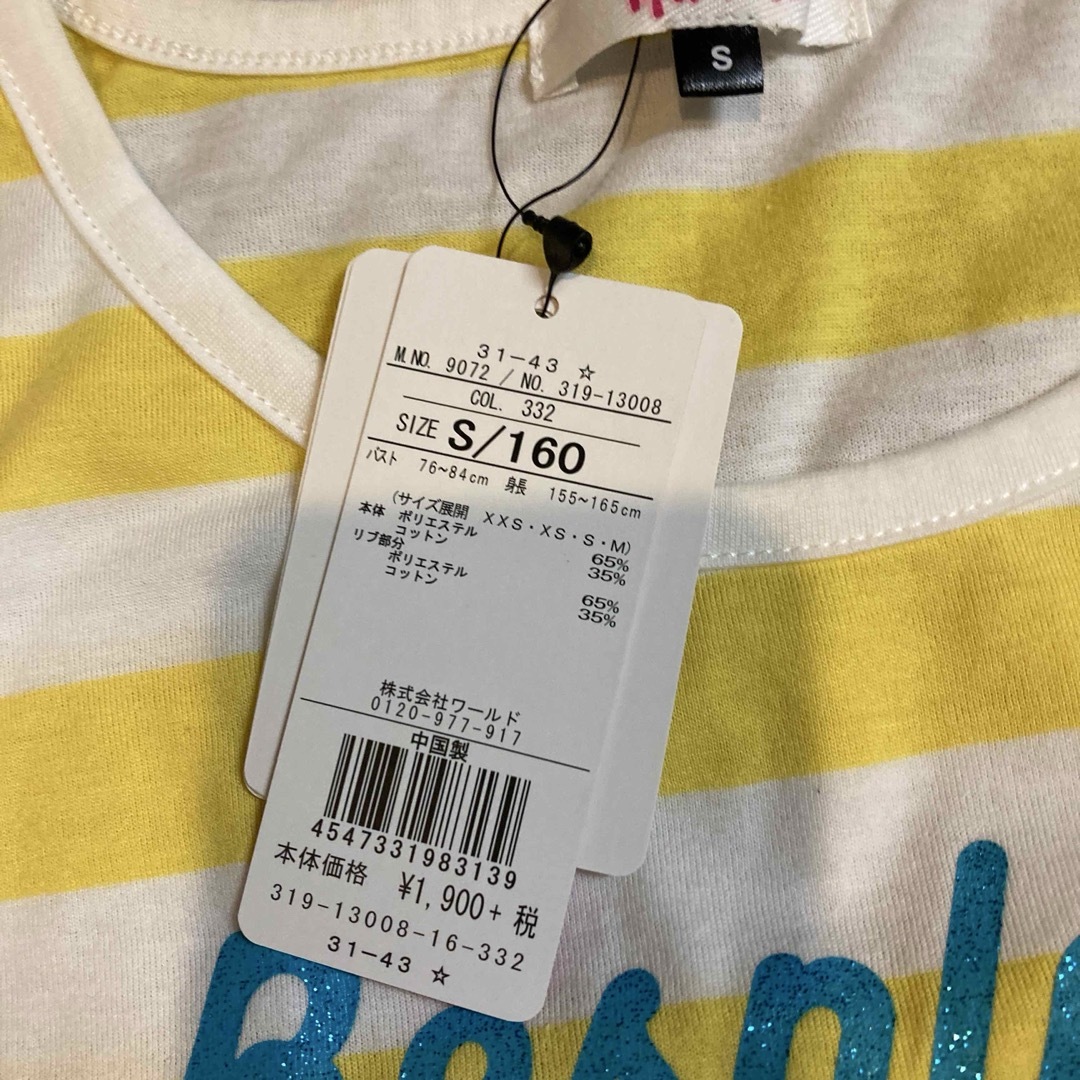 S
31-43 ☆
M.NO. 9072 / NO. 319-13008
COL. 332
SIZE S/160
バスト 76~84cm 身長 155~165cm
(サイズ展開 XXS・XS・S・M)
本体 ポリエステル 65%
コットン 35%
リブ部分
ポリエステル 65%
コットン 35%
株式会社ワールド
0120-977-917
中国製
4547331983139
本体価格 ¥1,900+ 税
319-13008-16-332
31-43 ☆